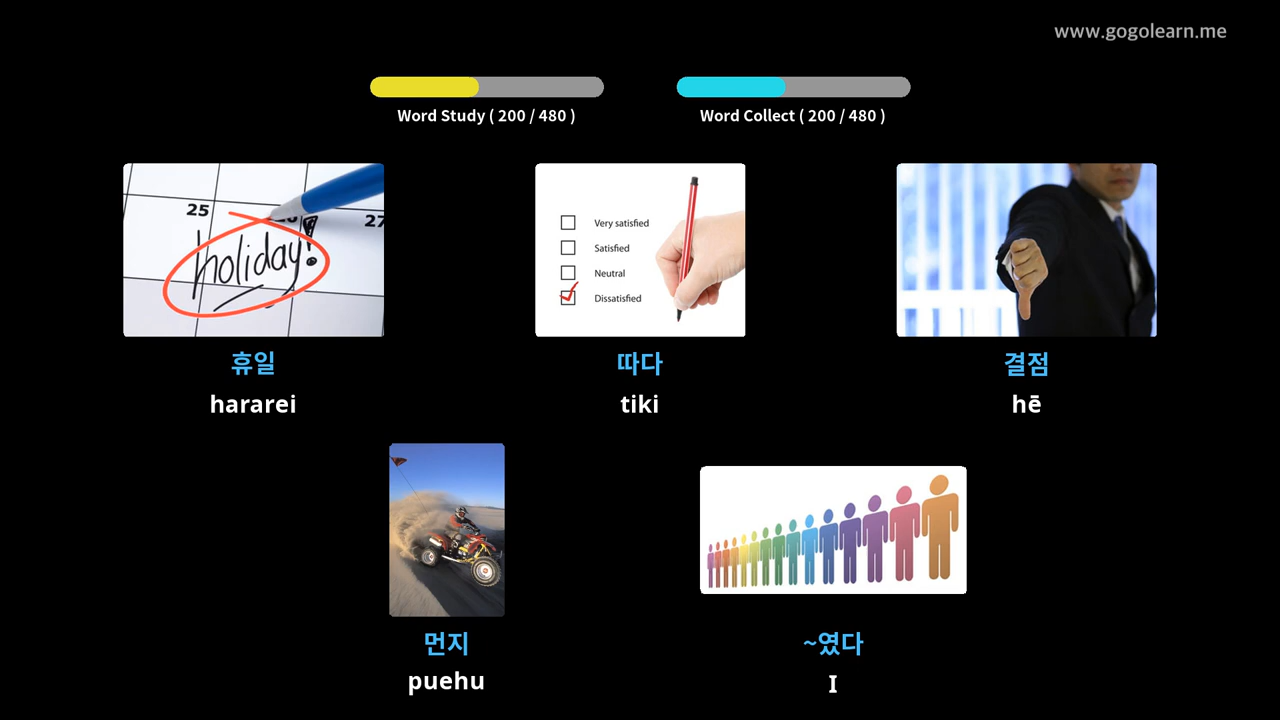 www.gogolearn.me
Word Study ( 200 / 480 )
Word Collect ( 200 / 480 )
25
27
holiday!
Very satisfied
Satisfied
Neutral
Dissatisfied
휴일
따다
결점
hararei
tiki
hē
먼지
~였다
puehu
I